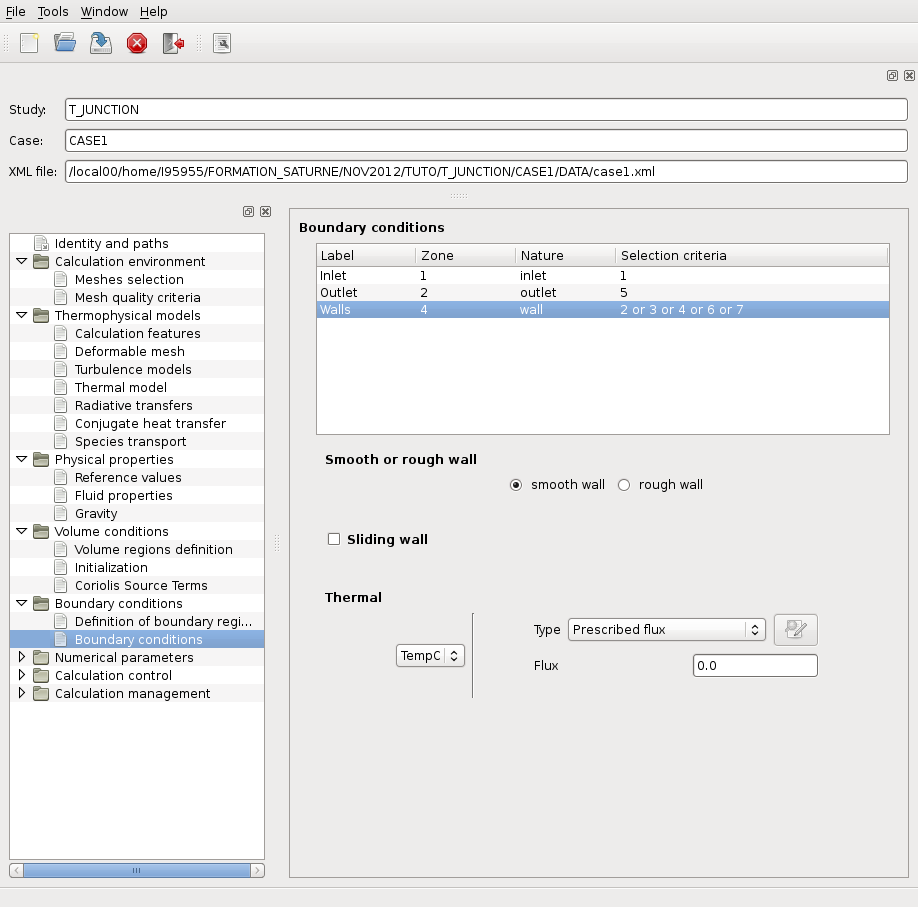 File Tools Window Help
Study: T_JUNCTION
Case: CASE1
XML file: /local00/home/I95955/FORMATION_SATURNE/NOV2012/TUTO/T_JUNCTION/CASE1/DATA/case1.xml
Identity and paths
Calculation environment
Meshes selection
Mesh quality criteria
Thermophysical models
Calculation features
Deformable mesh
Turbulence models
Thermal model
Radiative transfers
Conjugate heat transfer
Species transport
Physical properties
Reference values
Fluid properties
Gravity
Volume conditions
Volume regions definition
Initialization
Coriolis Source Terms
Boundary conditions
Definition of boundary regi...
Boundary conditions
Numerical parameters
Calculation control
Calculation management
Boundary conditions
Label Zone Nature Selection criteria
Inlet 1 inlet 1
Outlet 2 outlet 5
Walls 4 wall 2 or 3 or 4 or 6 or 7
Smooth or rough wall
smooth wall rough wall
Sliding wall
Thermal
Type Prescribed flux
TempC
Flux 0.0